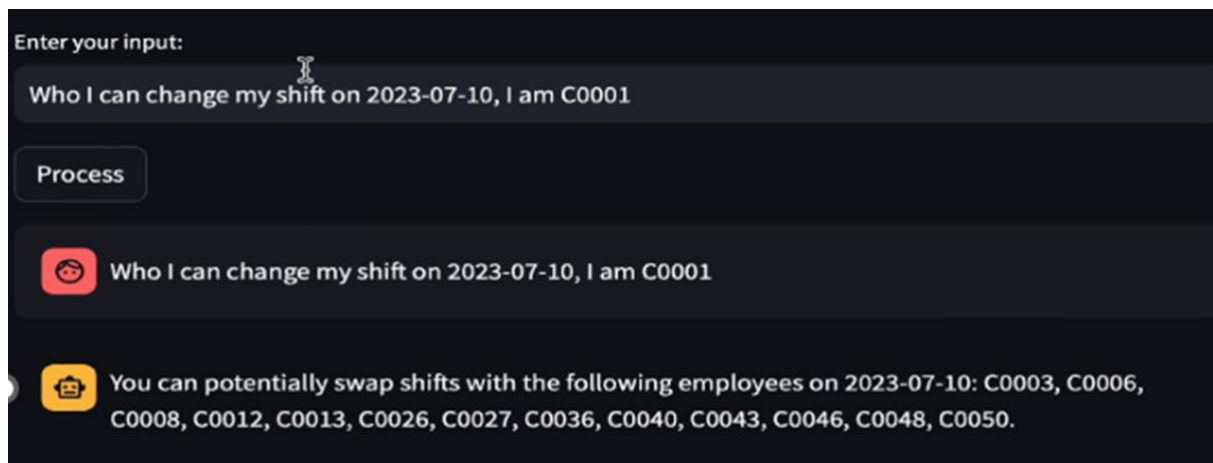 Enter your input:
Who I can change my shift on 2023-07-10, I am C0001
Process
Who I can change my shift on 2023-07-10, I am C0001
You can potentially swap shifts with the following employees on 2023-07-10: C0003, C0006,
C0008, C0012, C0013, C0026, C0027, C0036, C0040, C0043, C0046, C0048, C0050.